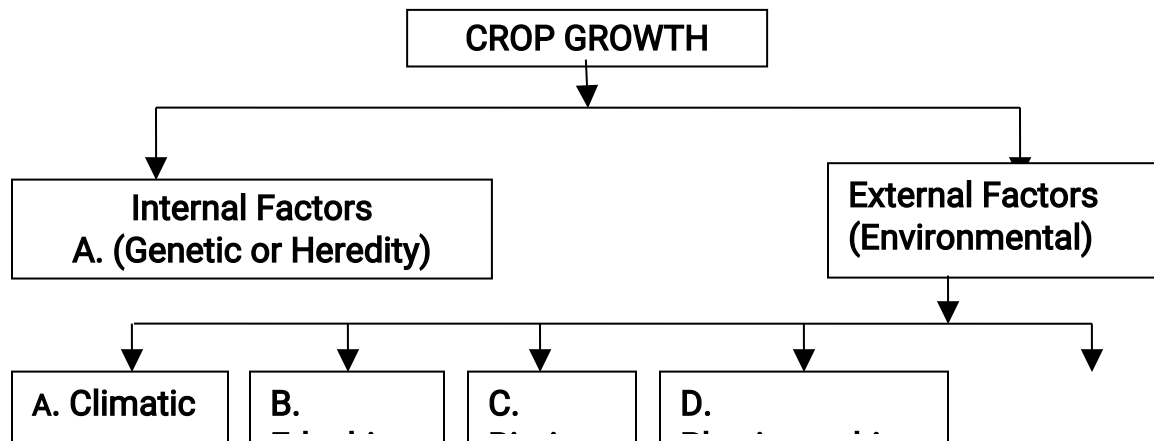 CROP GROWTH
Internal Factors
A. (Genetic or Heredity)
External Factors
(Environmental)
A. Climatic
B.
C.
D.